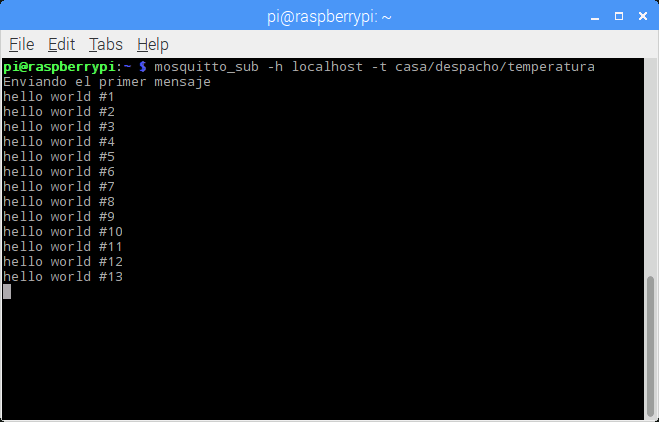 pi@raspberrypi: ~
File Edit Tabs Help
pi@raspberrypi:~ $ mosquitto_sub -h localhost -t casa/despacho/temperatura
Enviando el primer mensaje
hello world #1
hello world #2
hello world #3
hello world #4
hello world #5
hello world #6
hello world #7
hello world #8
hello world #9
hello world #10
hello world #11
hello world #12
hello world #13